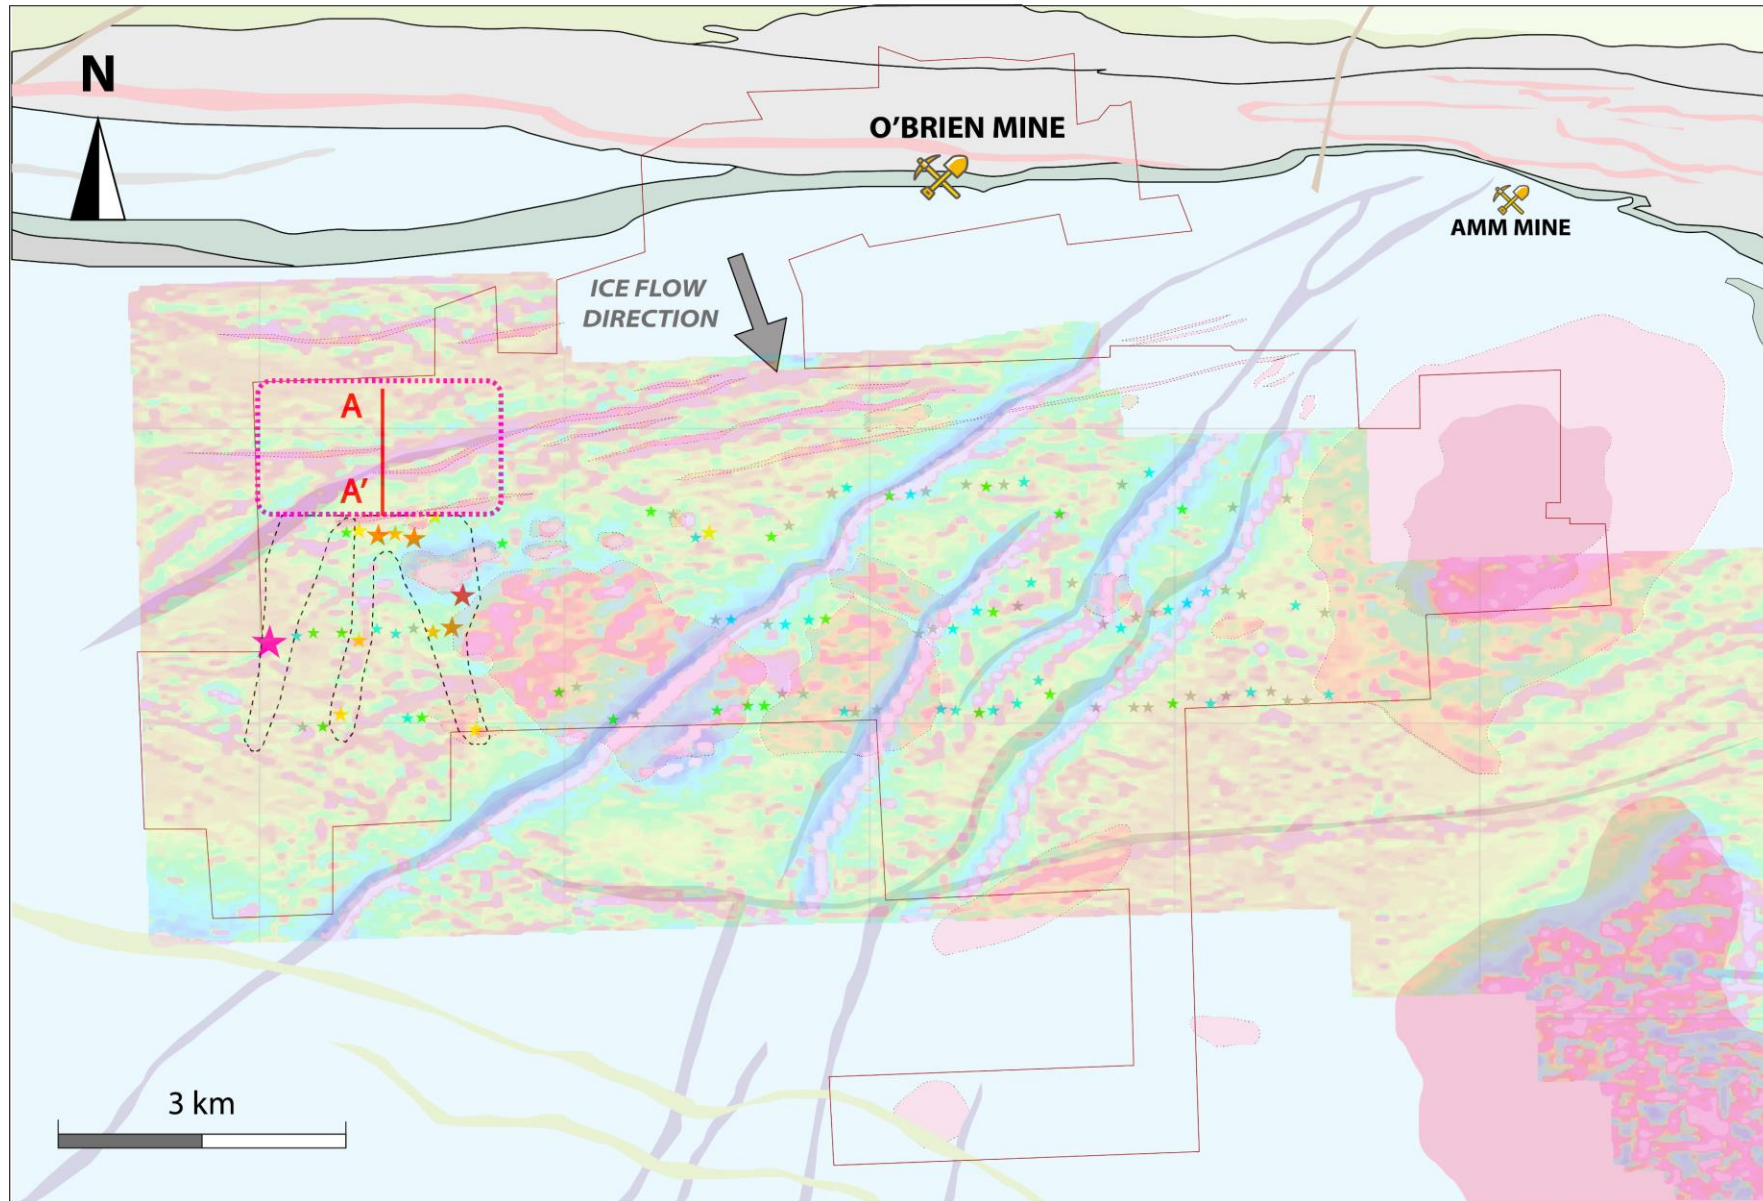 N
O'BRIEN MINE
AMM MINE
ICE FLOW
DIRECTION
A
A'
3 km